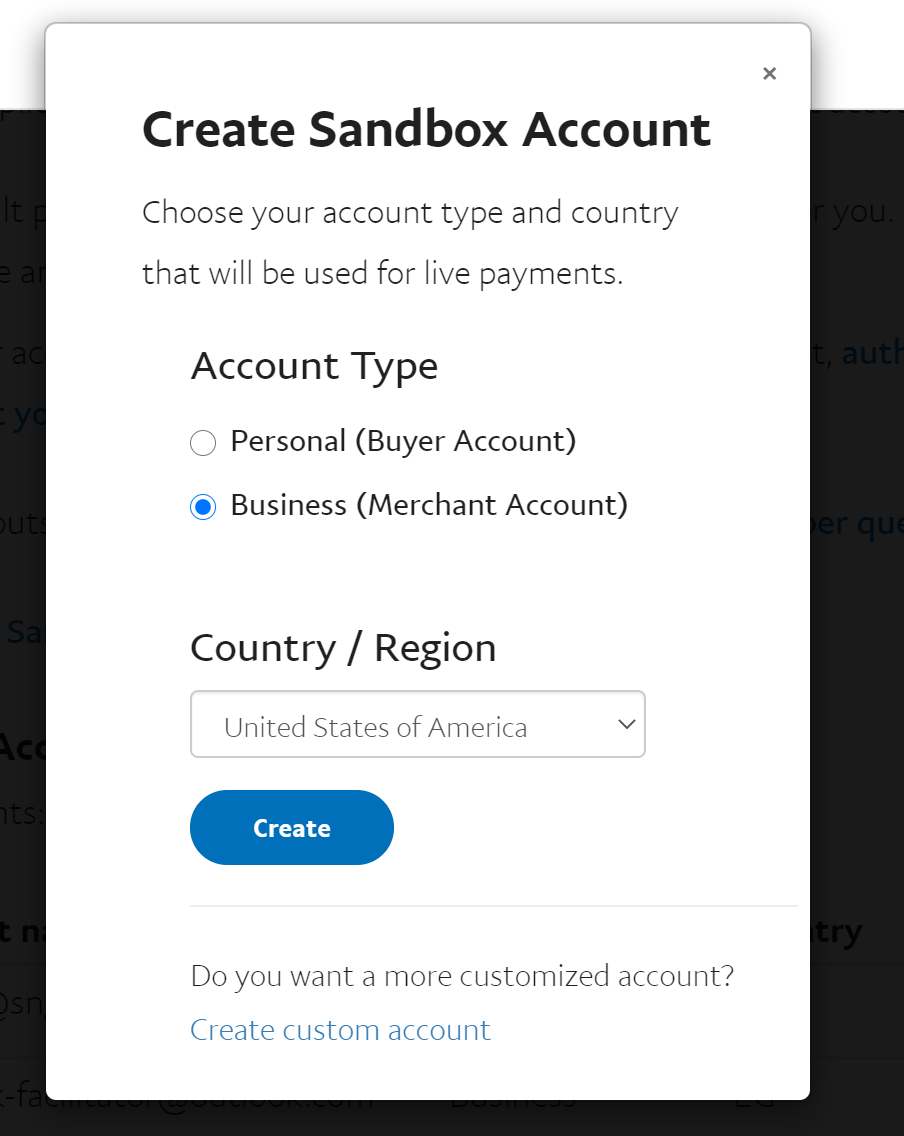 ×
Create Sandbox Account
Choose your account type and country
that will be used for live payments.
Account Type
Personal (Buyer Account)
Business (Merchant Account)
Country / Region
United States of America
Create
Do you want a more customized account?
Create custom account
r you.
Business